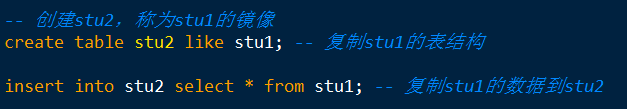 -- 创建stu2，称为stu1的镜像
create table stu2 like stu1; -- 复制stu1的表结构
insert into stu2 select * from stu1; -- 复制stu1的数据到stu2